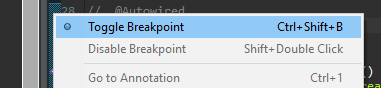 28 // @Autowired
Toggle Breakpoint Ctrl+Shift+B
Disable Breakpoint Shift+Double Click
()
Go to Annotation Ctrl+1